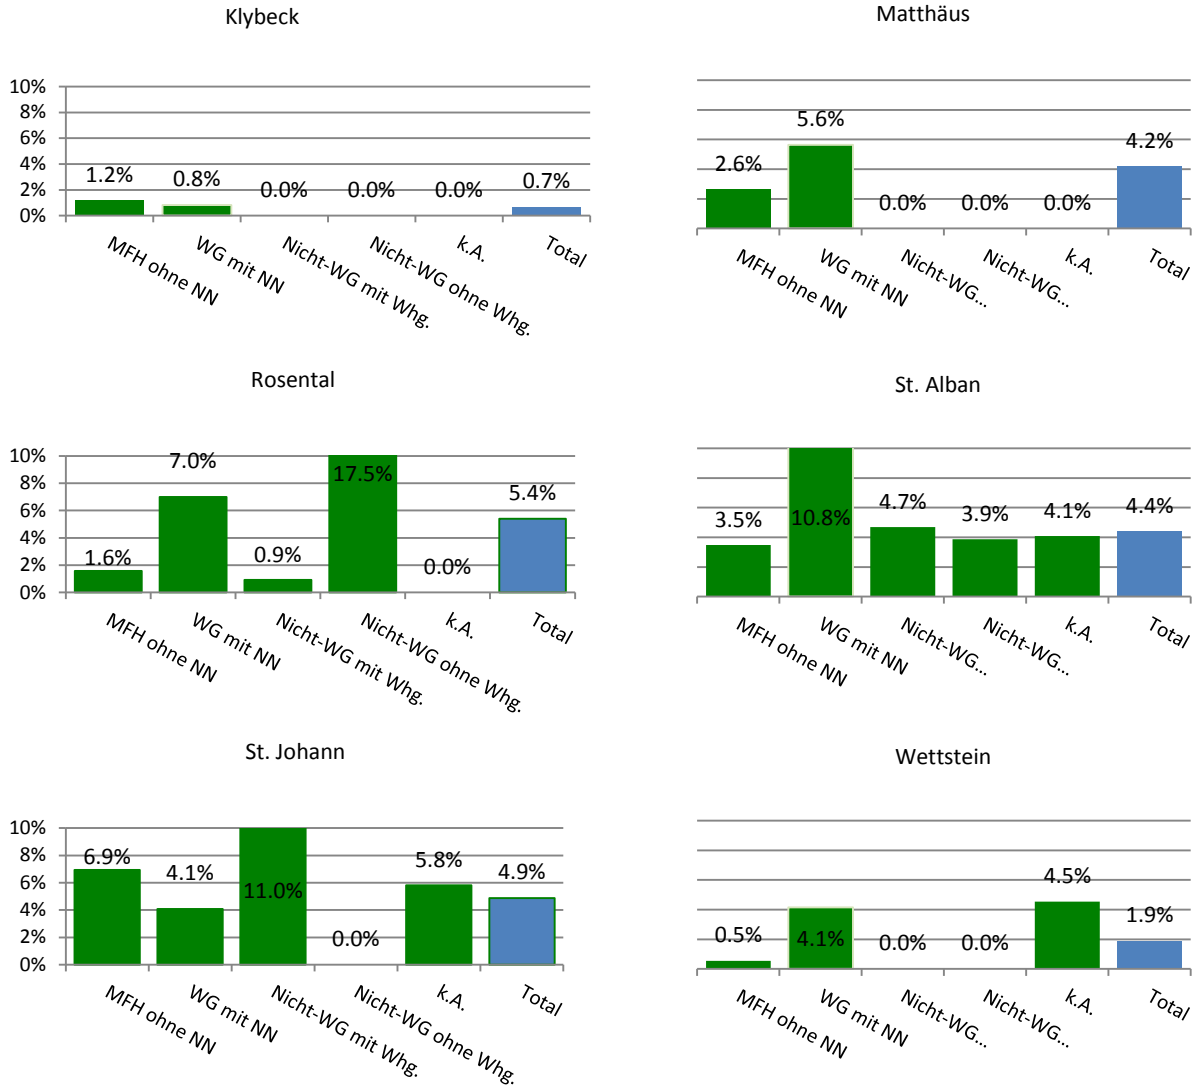 Klybeck
10%
8%
6%
4%
2%
0%
1.2%
0.8%
0.0%
0.0%
0.0%
0.7%
MFH ohne NN
WG mit NN
Nicht-WG mit Whg.
Nicht-WG ohne Whg.
k.A.
Total
Matthäus
2.6%
5.6%
0.0%
0.0%
0.0%
4.2%
MFH ohne NN
WG mit NN
Nicht-WG...
Nicht-WG...
k.A.
Total
Rosental
10%
8%
6%
4%
2%
0%
1.6%
7.0%
0.9%
17.5%
0.0%
5.4%
MFH ohne NN
WG mit NN
Nicht-WG mit Whg.
Nicht-WG ohne Whg.
k.A.
Total
St. Alban
3.5%
10.8%
4.7%
3.9%
4.1%
4.4%
MFH ohne NN
WG mit NN
Nicht-WG...
Nicht-WG...
k.A.
Total
St. Johann
10%
8%
6%
4%
2%
0%
6.9%
4.1%
11.0%
0.0%
5.8%
4.9%
MFH ohne NN
WG mit NN
Nicht-WG mit Whg.
Nicht-WG ohne Whg.
k.A.
Total
Wettstein
0.5%
4.1%
0.0%
0.0%
4.5%
1.9%
MFH ohne NN
WG mit NN
Nicht-WG...
Nicht-WG...
k.A.
Total